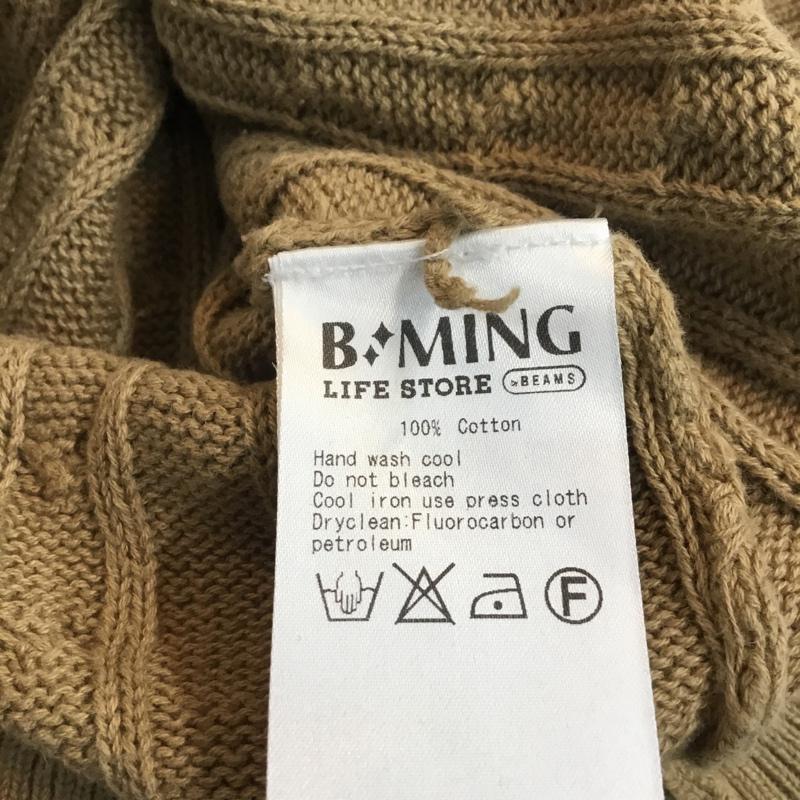 B MING
LIFE STORE by BEAMS
100% Cotton
Hand wash cool
Do not bleach
Cool iron use press cloth
Dryclean:Fluorocarbon or
petroleum
F